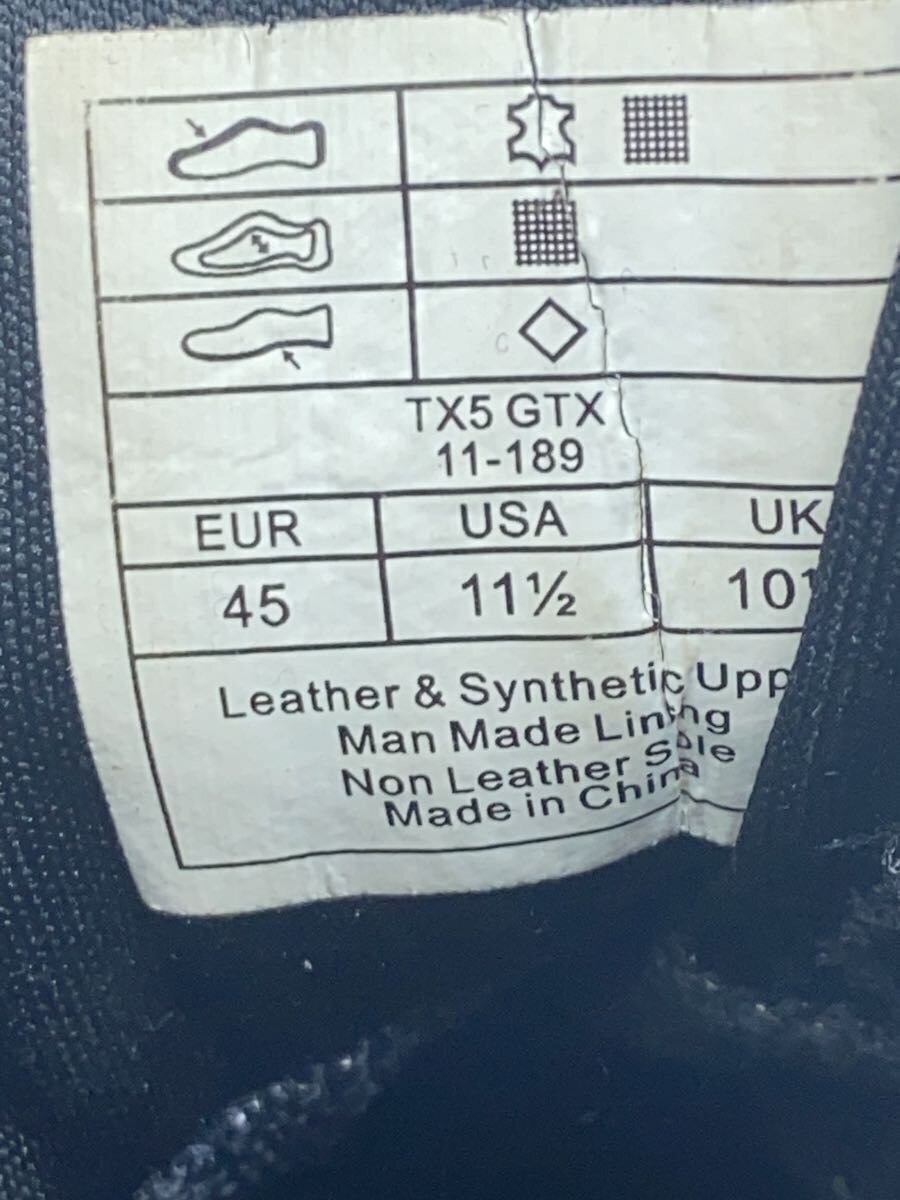 TX5 GTX
11-189
EUR USA UK
45 11½
Leather & Synthetic
Man Made Lining
Non Leather Sole
Made in China